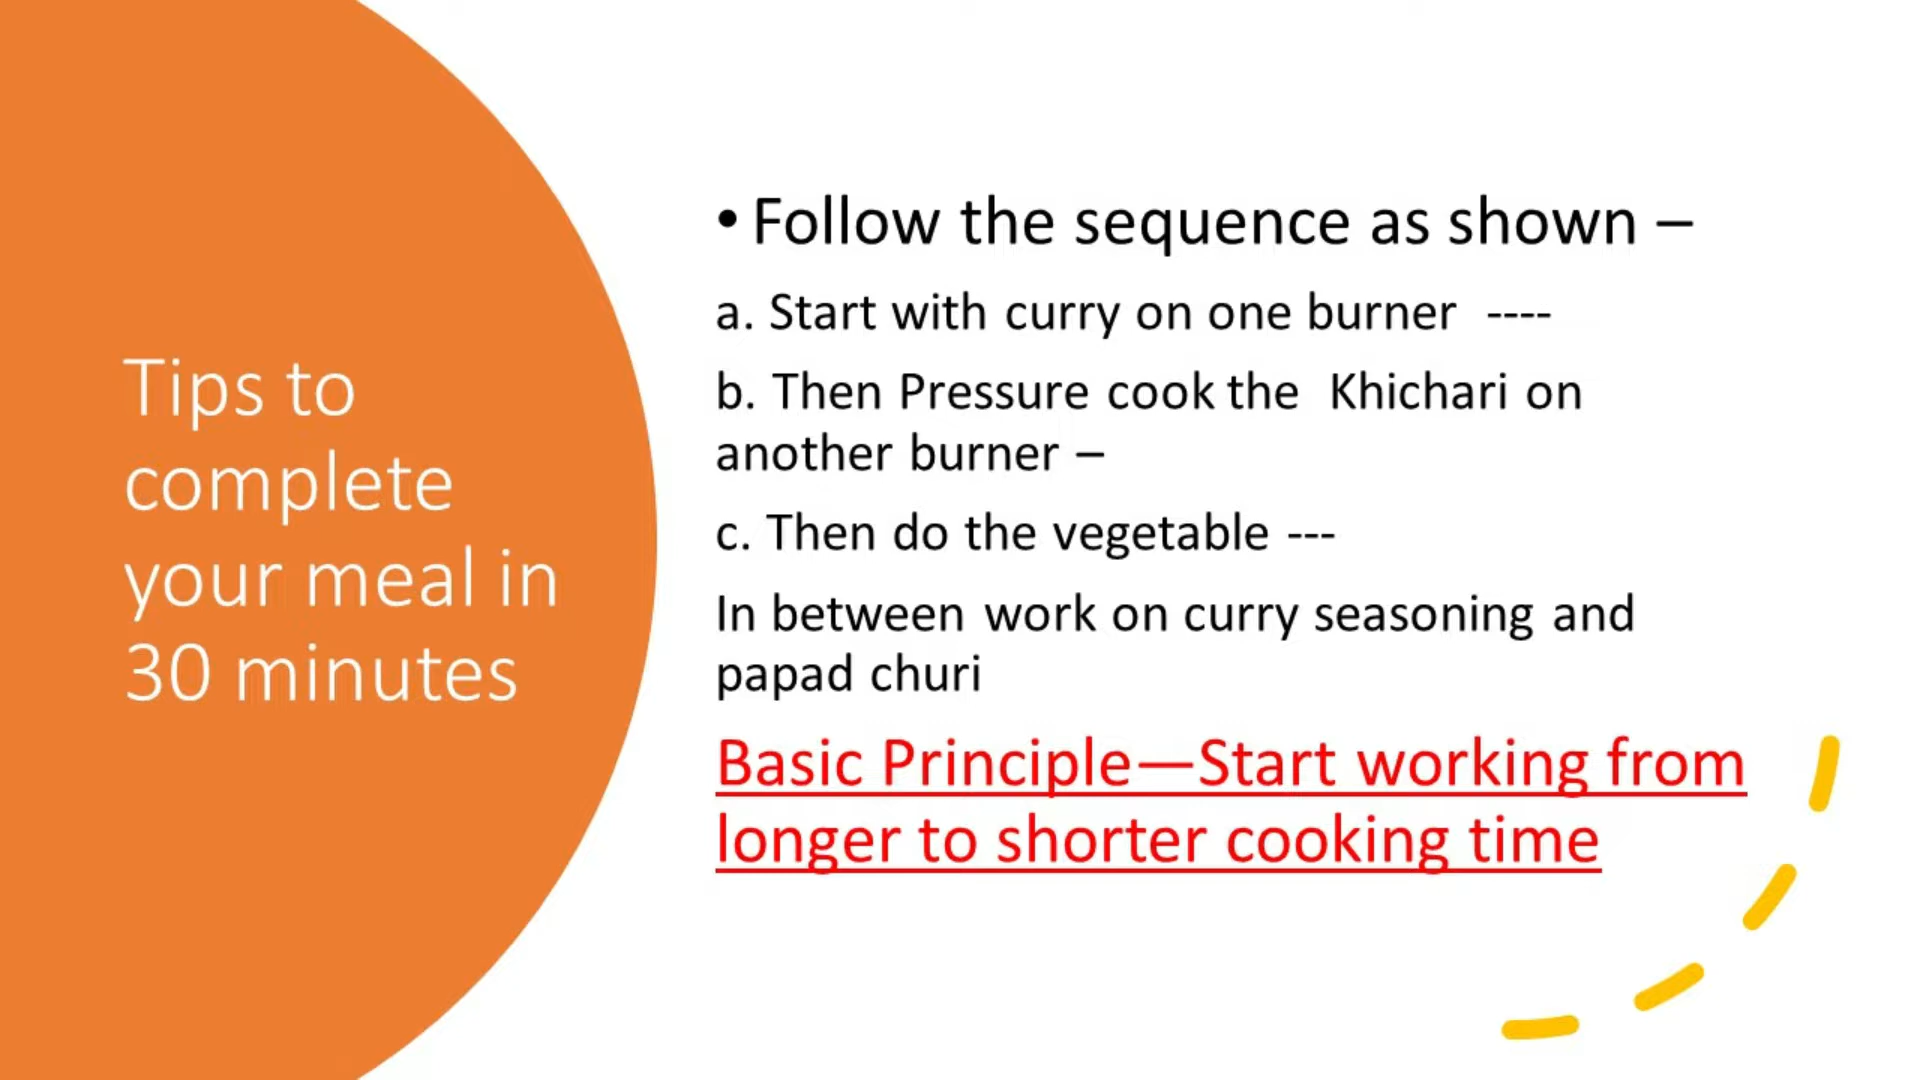 Tips to
complete
your meal in
30 minutes
• Follow the sequence as shown –
a. Start with curry on one burner  ----
b. Then Pressure cook the  Khichari on
another burner –
c. Then do the vegetable ---
In between work on curry seasoning and
papad churi
Basic Principle—Start working from
longer to shorter cooking time